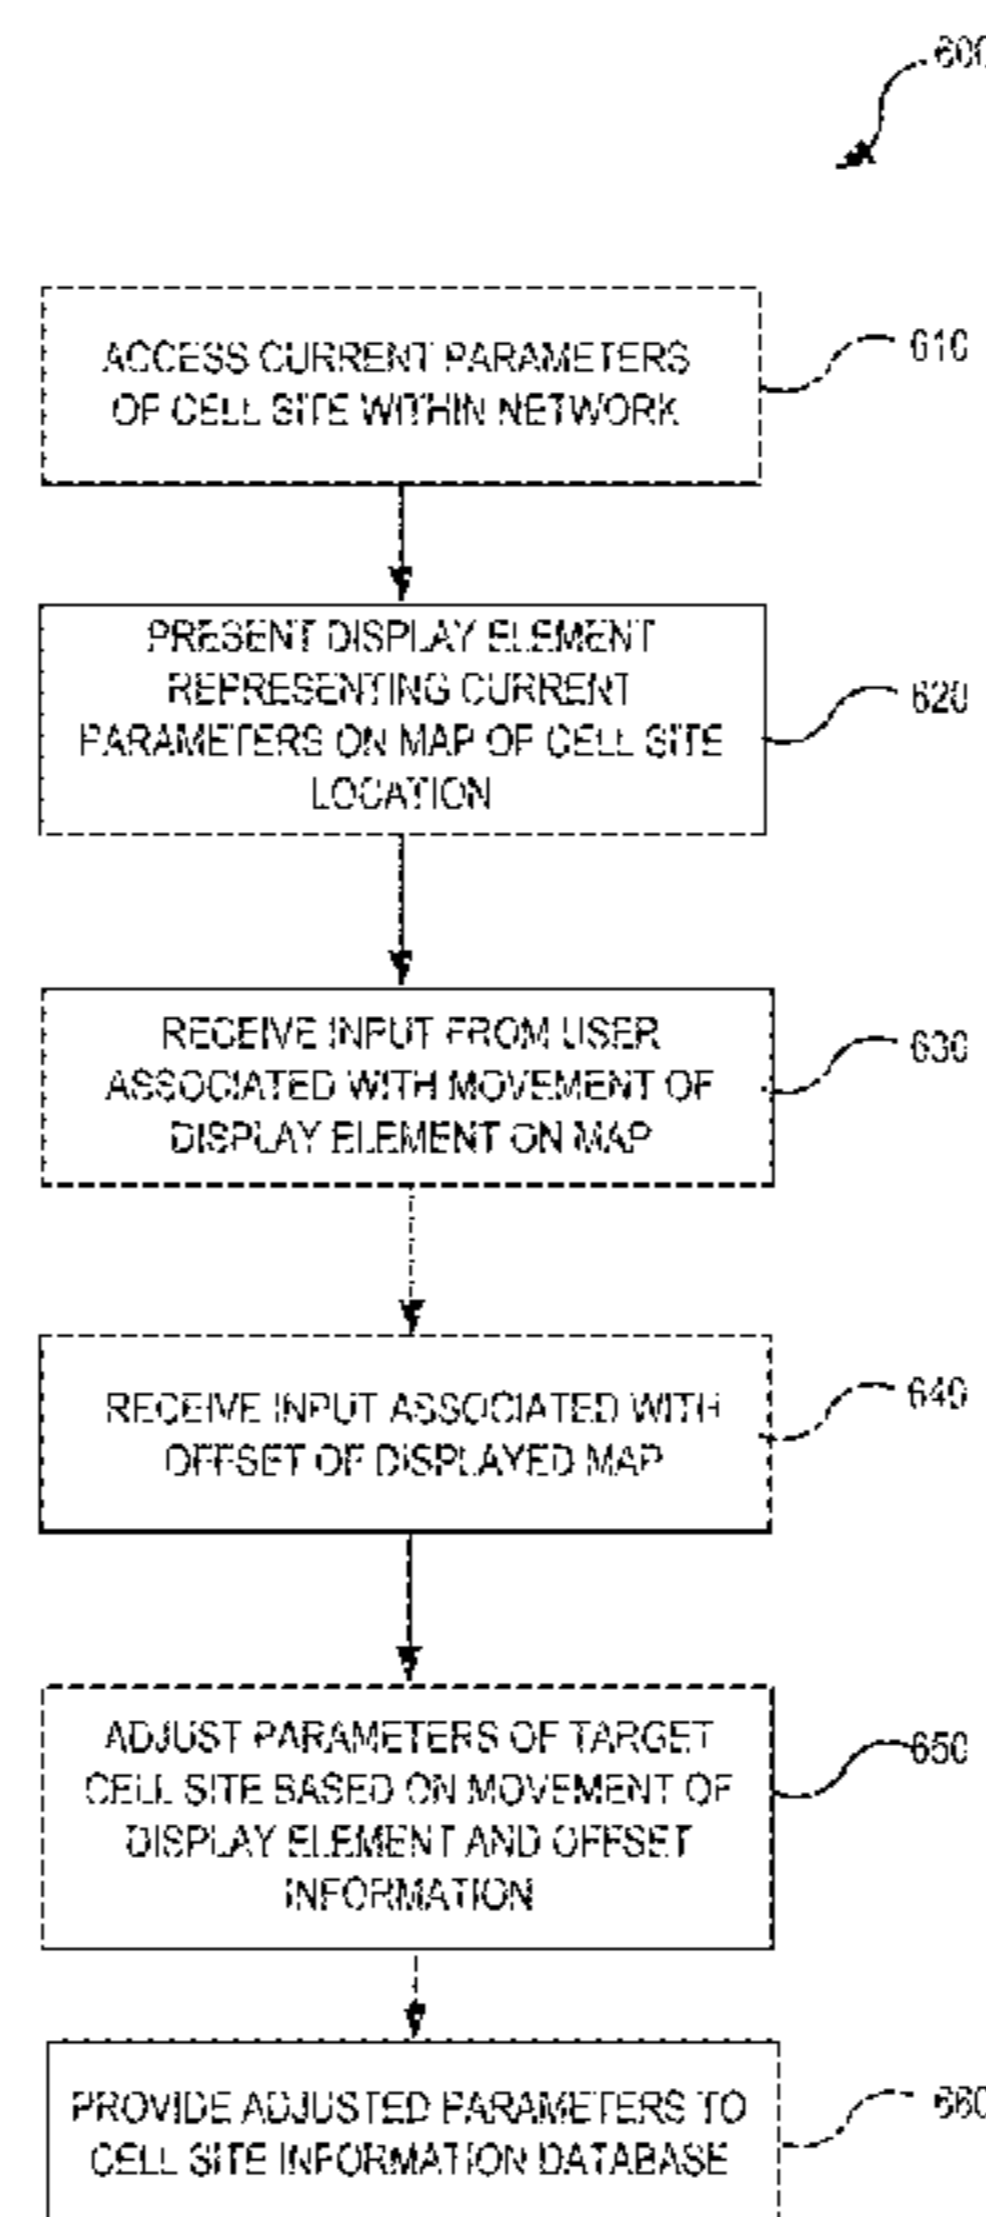 600
ACCESS CURRENT PARAMETERS
OF CELL SITE WITHIN NETWORK
610
PRESENT DISPLAY ELEMENT
REPRESENTING CURRENT
PARAMETERS ON MAP OF CELL SITE
LOCATION
620
RECEIVE INPUT FROM USER
ASSOCIATED WITH MOVEMENT OF
DISPLAY ELEMENT ON MAP
630
RECEIVE INPUT ASSOCIATED WITH
OFFSET OF DISPLAYED MAP
640
ADJUST PARAMETERS OF TARGET
CELL SITE BASED ON MOVEMENT OF
DISPLAY ELEMENT AND OFFSET
INFORMATION
650
PROVIDE ADJUSTED PARAMETERS TO
CELL SITE INFORMATION DATABASE
660